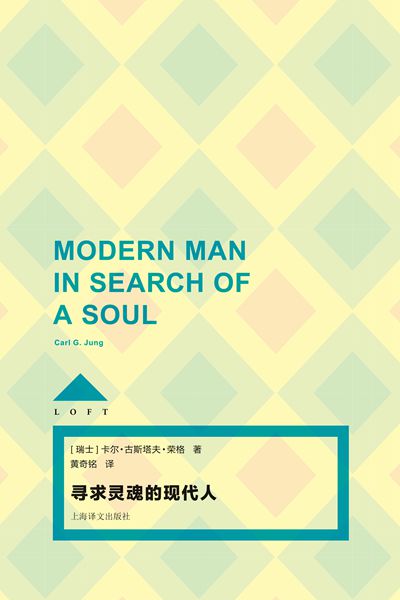 MODERN MAN
IN SEARCH OF
A SOUL
Carl G. Jung
LOFT
[瑞士]卡尔·古斯塔夫·荣格 著
黄奇铭 译
寻求灵魂的现代人
上海译文出版社